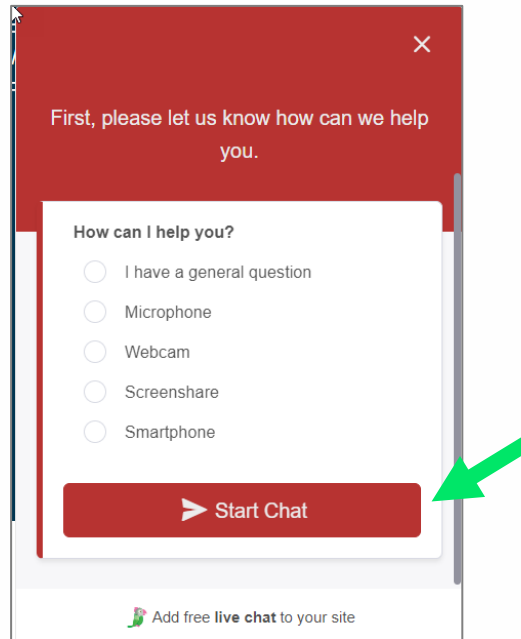 First, please let us know how can we help
you.
How can I help you?
I have a general question
Microphone
Webcam
Screenshare
Smartphone
Start Chat
Add free live chat to your site